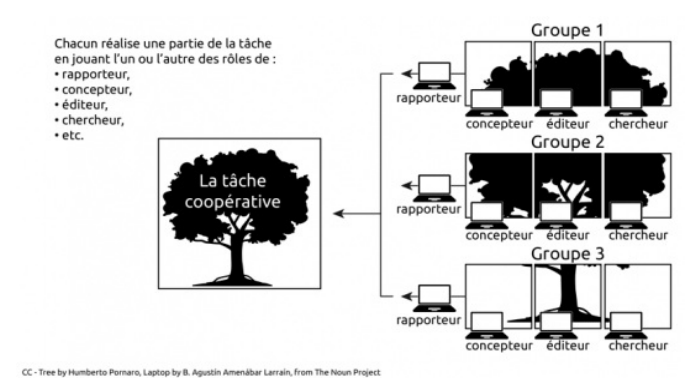 Chacun réalise une partie de la tâche
en jouant l'un ou l'autre des rôles de :
• rapporteur,
• concepteur,
• éditeur,
• chercheur,
• etc.
La tâche
coopérative
Groupe 1
rapporteur
concepteur éditeur chercheur
Groupe 2
rapporteur
concepteur éditeur chercheur
Groupe 3
rapporteur
concepteur éditeur chercheur
CC - Tree by Humberto Pornaro, Laptop by B. Agustín Amenábar Larraín, from The Noun Project